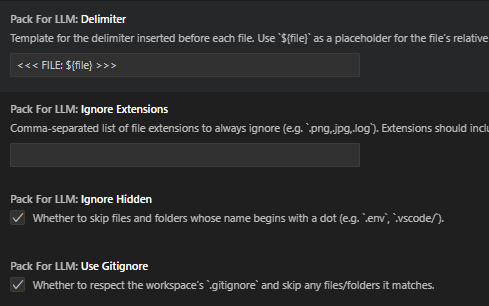 Pack For LLM: Delimiter
Template for the delimiter inserted before each file. Use `${file}` as a placeholder for the file's relative
<<< FILE: ${file} >>>
Pack For LLM: Ignore Extensions
Comma-separated list of file extensions to always ignore (e.g. `.png,.jpg,.log`). Extensions should
Pack For LLM: Ignore Hidden
Whether to skip files and folders whose name begins with a dot (e.g. `.env`, `.vscode/`).
Pack For LLM: Use Gitignore
Whether to respect the workspace's `.gitignore` and skip any files/folders it matches.